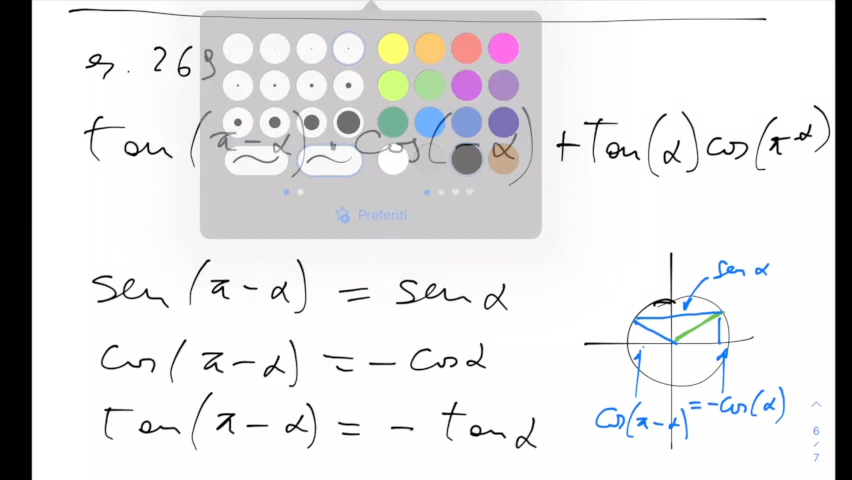 es. 269
tan(π-α) · cos(-α) + Tan(α) cos(π-α)
Preferiti
sen(π-α) = sen α
cos(π-α) = - cos α
Tan(π-α) = - tan α
sen α
cos(π-α) = -cos(α)
6
/
7